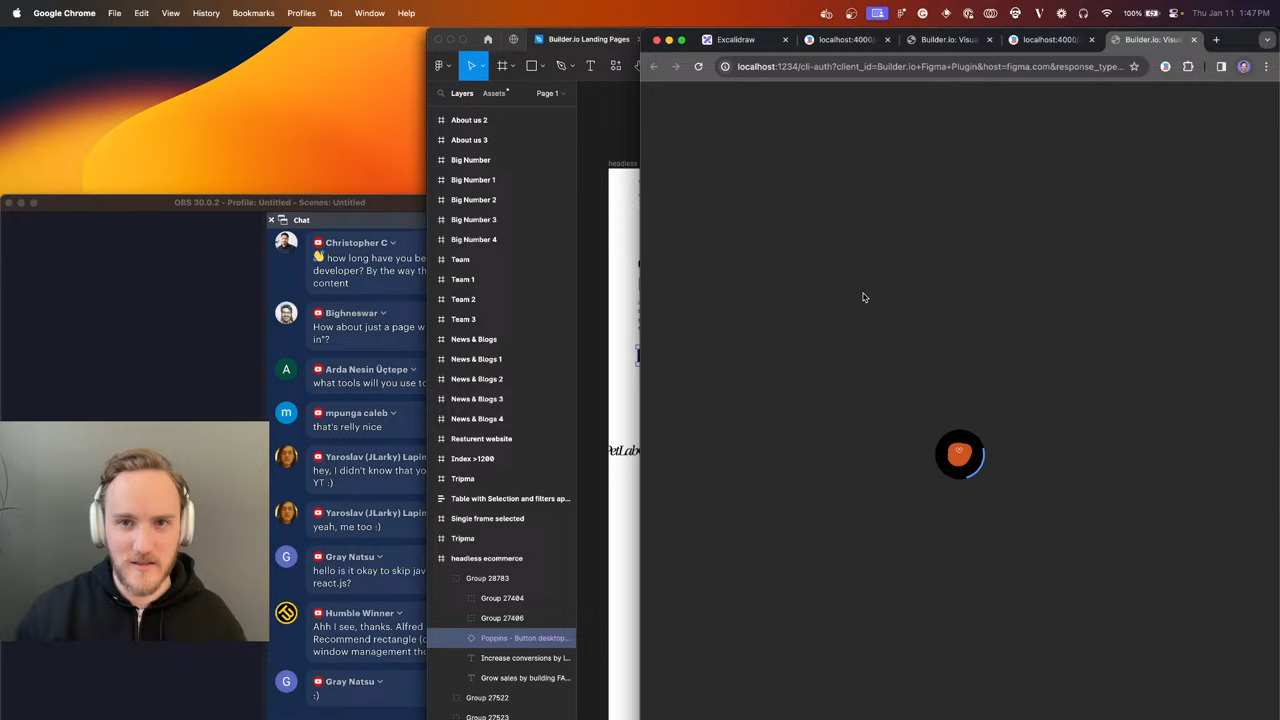 Google Chrome File Edit View History Bookmarks Profiles Tab Window Help
100% Thu Jan 11 1:47 PM
Builder.io Landing Pages
Excalidraw
localhost:4000/
Builder.io: Visua
localhost:4000/
Builder.io: Visua
localhost:1234/cli-auth?client_id=Builder.io+Figma+Plugin&host=figma.com&response_type...
Layers Assets Page 1
About us 2
About us 3
Big Number
Big Number 1
Big Number 2
Big Number 3
Big Number 4
Team
Team 1
Team 2
Team 3
News & Blogs
News & Blogs 1
News & Blogs 2
News & Blogs 3
News & Blogs 4
Resturent website
Index >1200
Tripma
Table with Selection and filters ap...
Single frame selected
Tripma
headless ecommerce
Group 28783
Group 27404
Group 27406
Poppins - Button desktop...
Increase conversions by l...
Grow sales by building FA...
Group 27522
Group 27523
headless
PetLab
OBS 30.0.2 - Profile: Untitled - Scenes: Untitled
Chat
Christopher C
how long have you be
developer? By the way th
content
Bighneswar
How about just a page w
in"?
A
Arda Nesin Üçtepe
what tools will you use to
m
mpunga caleb
that's relly nice
Yaroslav (JLarky) Lapin
hey, I didn't know that yo
YT :)
Yaroslav (JLarky) Lapin
yeah, me too :)
G
Gray Natsu
hello is it okay to skip jav
react.js?
Humble Winner
Ahh I see, thanks. Alfred
Recommend rectangle (
window management tho
G
Gray Natsu
:)